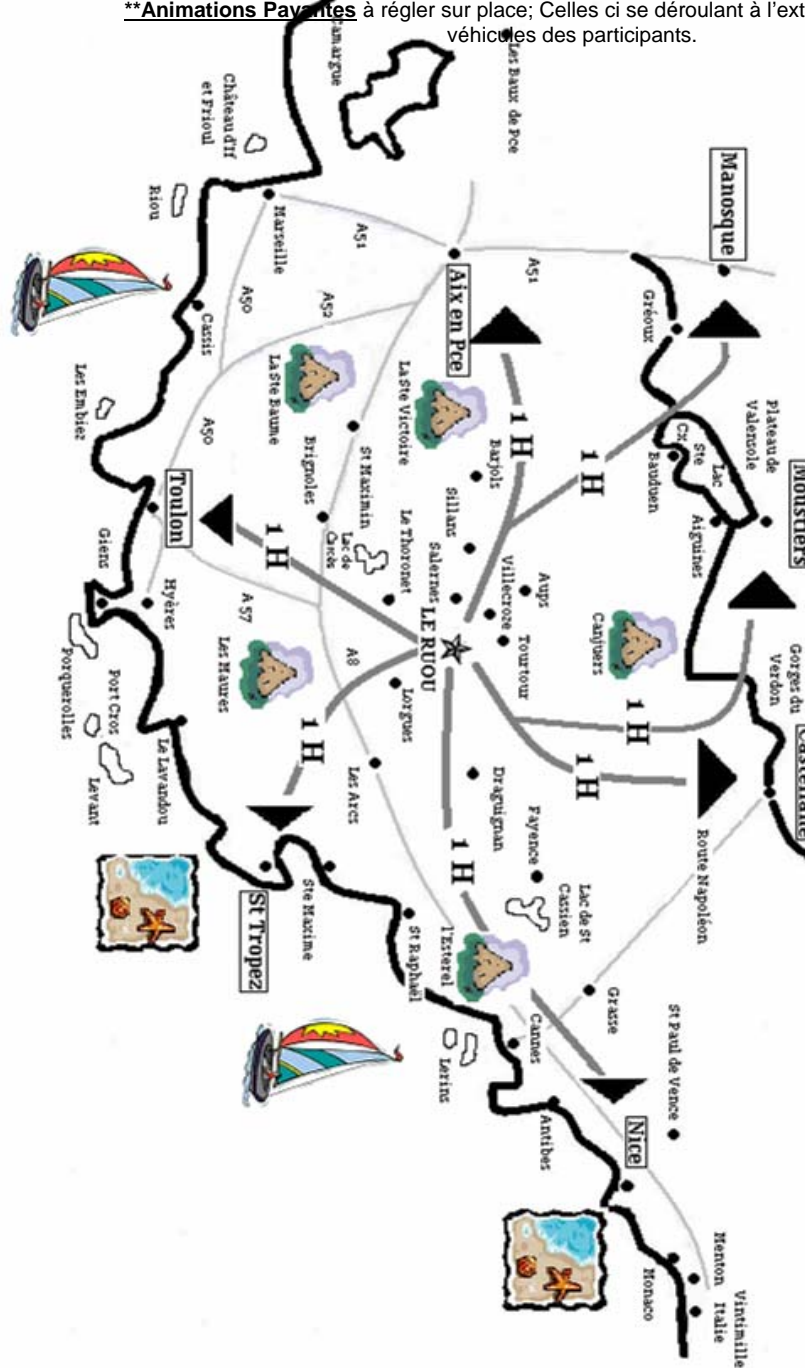 **Animations Payantes à régler sur place; Celles ci se déroulant à l'ext
véhicules des participants.
Camargue
Les Baux de Pce
Château d'If
et Frioul
Riou
Marseille
A51
A51
Manosque
Gréoux
Aix en Pce
Cassis
A50
A52
La Ste Baume
La Ste Victoire
Plateau de
Valensole
Moustiers
Lac
Ste
Cx
Bauduen
Aiguines
Les Embiez
A50
Brignoles
St Maximin
Barjols
1 H
1 H
Toulon
1 H
Lac de
Carcès
Le Thoronet
Sillans
Salernes
Villecroze
Aups
Tourtour
Canjuers
Gorges du
Verdon
Castellane
Giens
Hyères
A 57
Les Maures
A8
LE RUOU
Lorgues
1 H
1 H
1 H
Porquerolles
Port Cros
Levant
Le Lavandou
Les Arcs
Draguignan
Route Napoléon
Fayence
1 H
Lac de St
Cassien
St Tropez
Ste Maxime
St Raphaël
l'Esterel
Grasse
Cannes
Lerins
St Paul de Vence
Antibes
Nice
Monaco
Menton
Italie
Vintimille